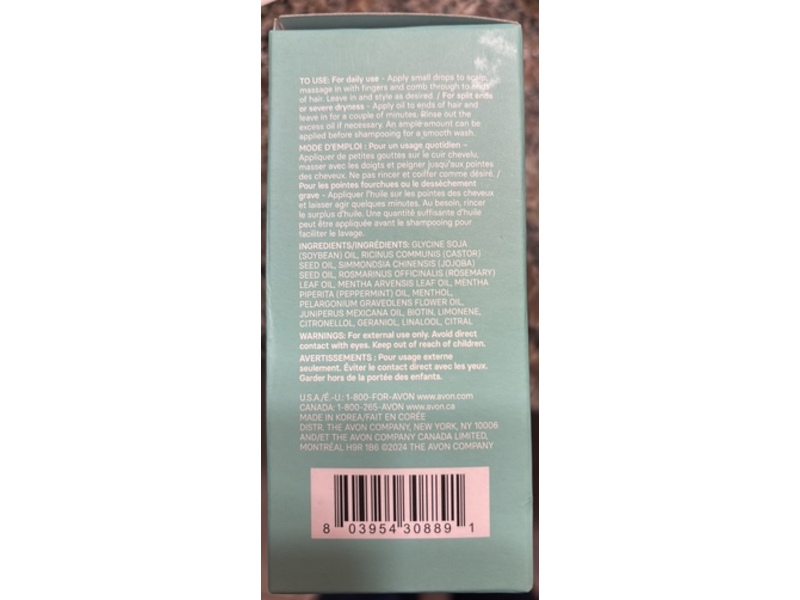 TO USE: For daily use - Apply small drops to scalp,
massage in with fingers and comb through to ends
of hair. Leave in and style as desired. / For split ends
or severe dryness - Apply oil to ends of hair and
leave in for a couple of minutes. Rinse out the
excess oil if necessary. An ample amount can be
applied before shampooing for a smooth wash.
MODE D'EMPLOI : Pour un usage quotidien -
Appliquer de petites gouttes sur le cuir chevelu,
masser avec les doigts et peigner jusqu'aux pointes
des cheveux. Ne pas rincer et coiffer comme désiré. /
Pour les pointes fourchues ou le dessèchement
grave - Appliquer l'huile sur les pointes des cheveux
et laisser agir quelques minutes. Au besoin, rincer
le surplus d'huile. Une quantité suffisante d'huile
peut être appliquée avant le shampooing pour
faciliter le lavage.
INGREDIENTS/INGRÉDIENTS: GLYCINE SOJA
(SOYBEAN) OIL, RICINUS COMMUNIS (CASTOR)
SEED OIL, SIMMONDSIA CHINENSIS (JOJOBA)
SEED OIL, ROSMARINUS OFFICINALIS (ROSEMARY)
LEAF OIL, MENTHA ARVENSIS LEAF OIL, MENTHA
PIPERITA (PEPPERMINT) OIL, MENTHOL,
PELARGONIUM GRAVEOLENS FLOWER OIL,
JUNIPERUS MEXICANA OIL, BIOTIN, LIMONENE,
CITRONELLOL, GERANIOL, LINALOOL, CITRAL
WARNINGS: For external use only. Avoid direct
contact with eyes. Keep out of reach of children.
AVERTISSEMENTS : Pour usage externe
seulement. Éviter le contact direct avec les yeux.
Garder hors de la portée des enfants.
U.S.A./É.-U.: 1-800-FOR-AVON www.avon.com
CANADA: 1-800-265-AVON www.avon.ca
MADE IN KOREA/FAIT EN CORÉE
DISTR. THE AVON COMPANY, NEW YORK, NY 10006
AND/ET THE AVON COMPANY CANADA LIMITED,
MONTRÉAL H9R 1B6 ©2024 THE AVON COMPANY
8 03954 30889 1